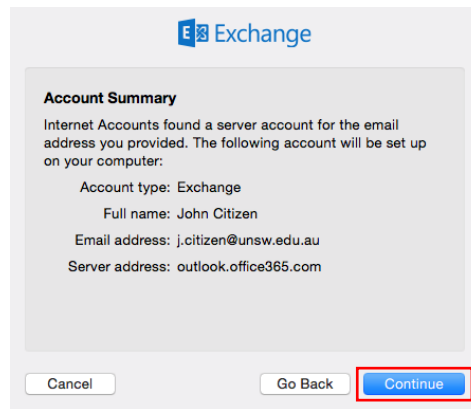 Exchange
Account Summary
Internet Accounts found a server account for the email
address you provided. The following account will be set up
on your computer:
Account type: Exchange
Full name: John Citizen
Email address: j.citizen@unsw.edu.au
Server address: outlook.office365.com
Cancel Go Back Continue